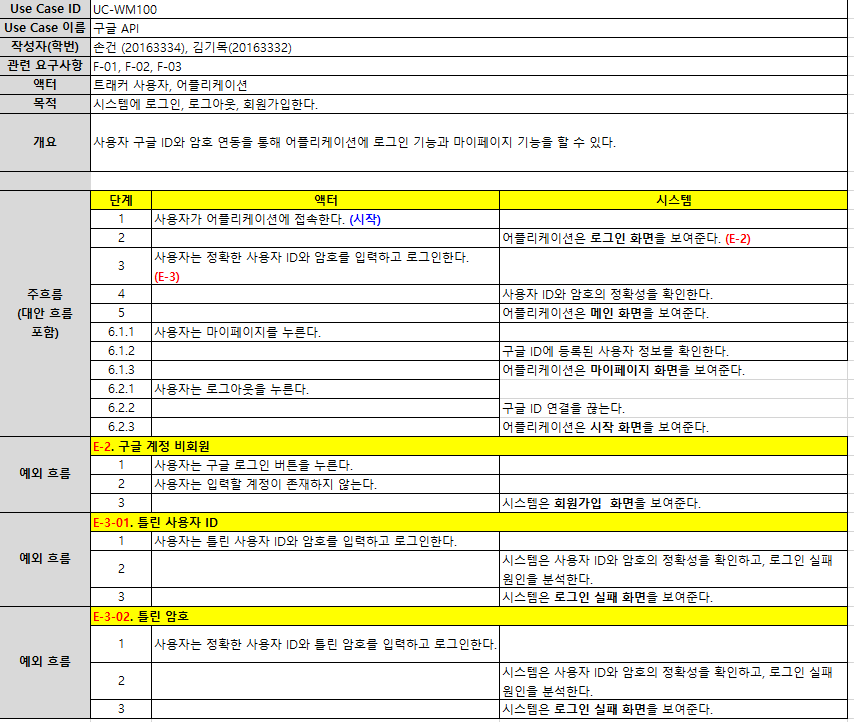 Use Case ID UC-WM100
Use Case 이름 구글 API
작성자(학번) 손건 (20163334), 김기목(20163332)
관련 요구사항 F-01, F-02, F-03
액터 트래커 사용자, 어플리케이션
목적 시스템에 로그인, 로그아웃, 회원가입한다.
개요 사용자 구글 ID와 암호 연동을 통해 어플리케이션에 로그인 기능과 마이페이지 기능을 할 수 있다.
주흐름
(대안 흐름
포함)
단계 액터 시스템
1 사용자가 어플리케이션에 접속한다. (시작)
2 어플리케이션은 로그인 화면을 보여준다. (E-2)
3 사용자는 정확한 사용자 ID와 암호를 입력하고 로그인한다.
(E-3)
4 사용자 ID와 암호의 정확성을 확인한다.
5 어플리케이션은 메인 화면을 보여준다.
6.1.1 사용자는 마이페이지를 누른다.
6.1.2 구글 ID에 등록된 사용자 정보를 확인한다.
6.1.3 어플리케이션은 마이페이지 화면을 보여준다.
6.2.1 사용자는 로그아웃을 누른다.
6.2.2 구글 ID 연결을 끊는다.
6.2.3 어플리케이션은 시작 화면을 보여준다.
예외 흐름
E-2. 구글 계정 비회원
1 사용자는 구글 로그인 버튼을 누른다.
2 사용자는 입력할 계정이 존재하지 않는다.
3 시스템은 회원가입 화면을 보여준다.
예외 흐름
E-3-01. 틀린 사용자 ID
1 사용자는 틀린 사용자 ID와 암호를 입력하고 로그인한다.
2 시스템은 사용자 ID와 암호의 정확성을 확인하고, 로그인 실패
원인을 분석한다.
3 시스템은 로그인 실패 화면을 보여준다.
예외 흐름
E-3-02. 틀린 암호
1 사용자는 정확한 사용자 ID와 틀린 암호를 입력하고 로그인한다.
2 시스템은 사용자 ID와 암호의 정확성을 확인하고, 로그인 실패
원인을 분석한다.
3 시스템은 로그인 실패 화면을 보여준다.